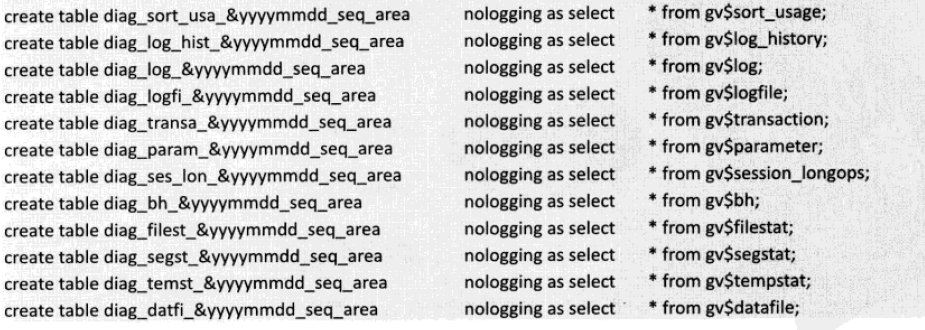 create table diag_sort_usa_&yyyymmdd_seq_area nologging as select * from gv$sort_usage;
create table diag_log_hist_&yyyymmdd_seq_area nologging as select * from gv$log_history;
create table diag_log_&yyyymmdd_seq_area nologging as select * from gv$log;
create table diag_logfi_&yyyymmdd_seq_area nologging as select * from gv$logfile;
create table diag_transa_&yyyymmdd_seq_area nologging as select * from gv$transaction;
create table diag_param_&yyyymmdd_seq_area nologging as select * from gv$parameter;
create table diag_ses_lon_&yyyymmdd_seq_area nologging as select * from gv$session_longops;
create table diag_bh_&yyyymmdd_seq_area nologging as select * from gv$bh;
create table diag_filest_&yyyymmdd_seq_area nologging as select * from gv$filestat;
create table diag_segst_&yyyymmdd_seq_area nologging as select * from gv$segstat;
create table diag_temst_&yyyymmdd_seq_area nologging as select * from gv$tempstat;
create table diag_datfi_&yyyymmdd_seq_area nologging as select * from gv$datafile;